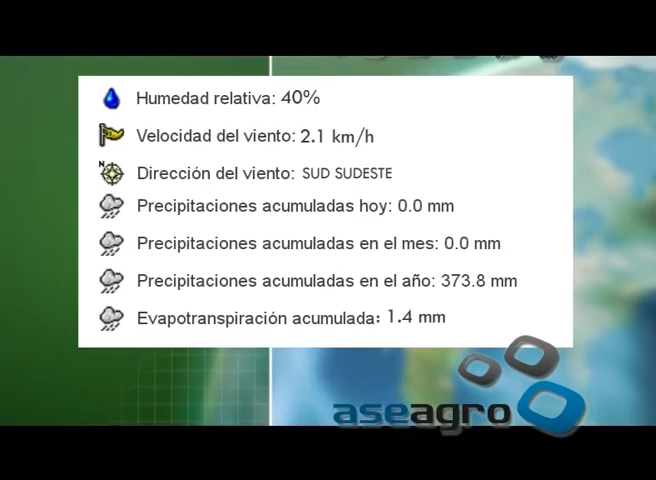 Humedad relativa: 40%
Velocidad del viento: 2.1 km/h
N
Dirección del viento: SUD SUDESTE
Precipitaciones acumuladas hoy: 0.0 mm
Precipitaciones acumuladas en el mes: 0.0 mm
Precipitaciones acumuladas en el año: 373.8 mm
Evapotranspiración acumulada: 1.4 mm
aseagro